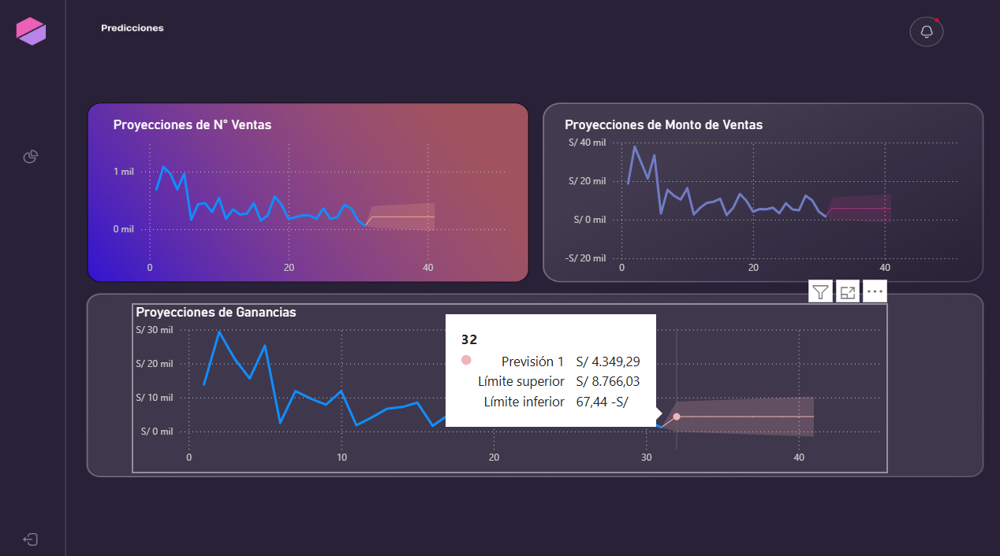 Predicciones
Proyecciones de N° Ventas
1 mil
0 mil
0 20 40
Proyecciones de Monto de Ventas
S/ 40 mil
S/ 20 mil
S/ 0 mil
-S/ 20 mil
0 20 40
Proyecciones de Ganancias
S/ 30 mil
S/ 20 mil
S/ 10 mil
S/ 0 mil
0 10 20 30 40
32
Previsión 1 S/ 4.349,29
Límite superior S/ 8.766,03
Límite inferior 67,44 -S/